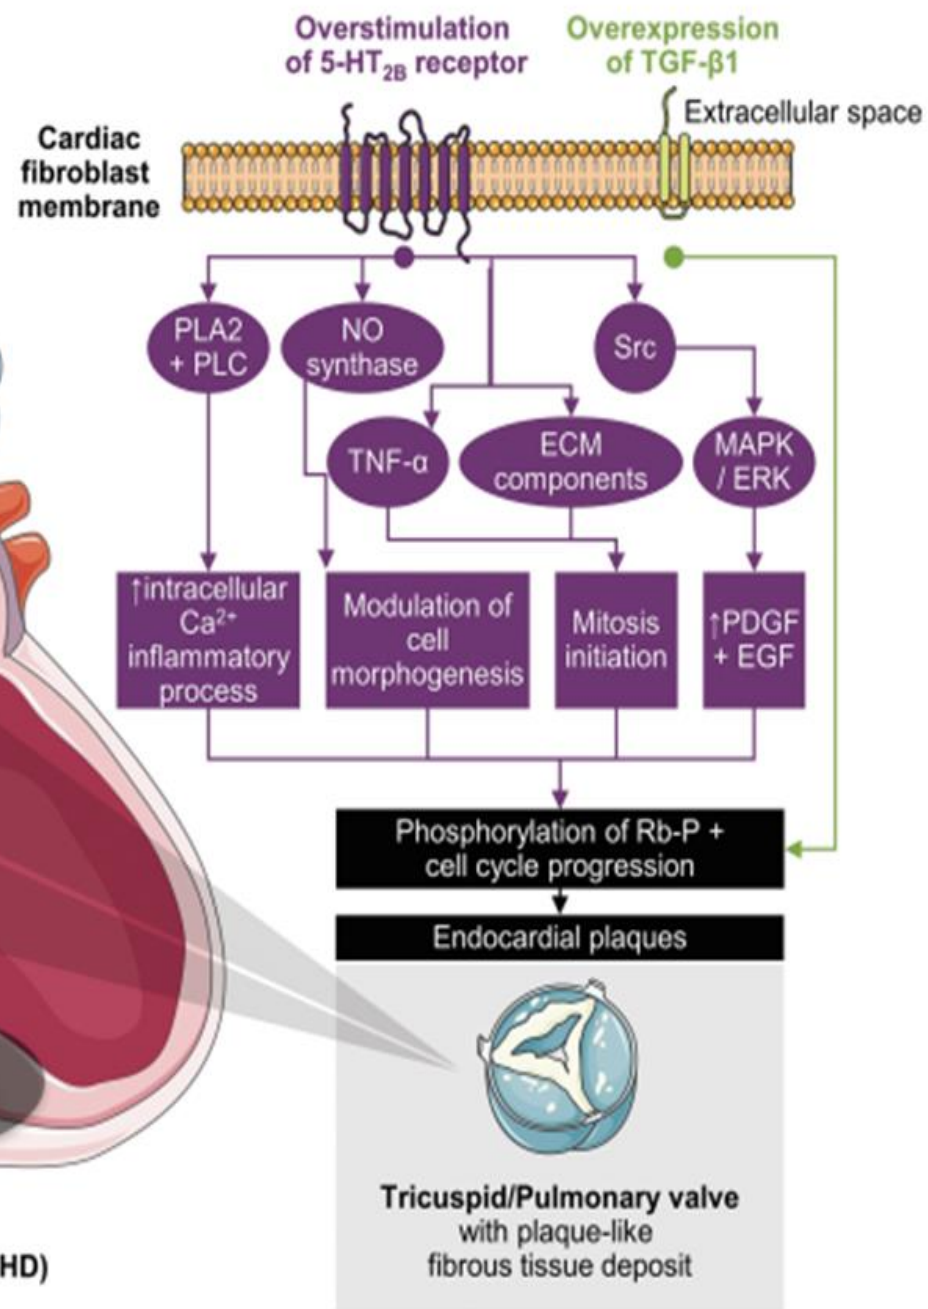 Overstimulation
of 5-HT2B receptor
Overexpression
of TGF-β1
Extracellular space
Cardiac
fibroblast
membrane
PLA2
+ PLC
NO
synthase
Src
TNF-α
ECM
components
MAPK
/ ERK
↑intracellular
Ca²⁺
inflammatory
process
Modulation of
cell
morphogenesis
Mitosis
initiation
↑PDGF
+ EGF
Phosphorylation of Rb-P +
cell cycle progression
Endocardial plaques
Tricuspid/Pulmonary valve
with plaque-like
fibrous tissue deposit
HD)